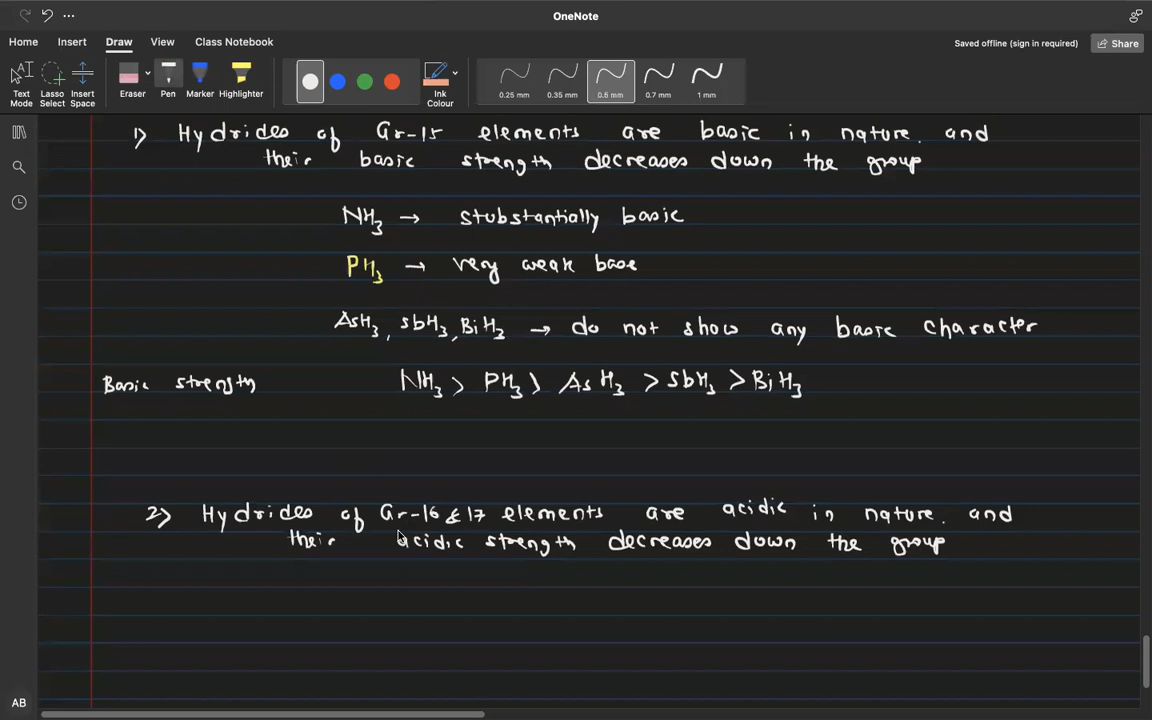 OneNote
Home Insert Draw View Class Notebook
Saved offline (sign in required)
Share
Text Mode
Lasso Select
Insert Space
Eraser
Pen
Marker
Highlighter
Ink Colour
0.25 mm
0.35 mm
0.5 mm
0.7 mm
1 mm
1) Hydrides of Gr-15 elements are basic in nature. and
their basic strength decreases down the group
NH3 → stubstantially basic
PH3 → very weak base
AsH3, sbH3, BiH3 → do not show any basic character
Basic strength NH3 > PH3 > AsH3 > SbH3 > BiH3
2) Hydrides of Gr-16 & 17 elements are acidic in nature. and
their acidic strength decreases down the group
AB